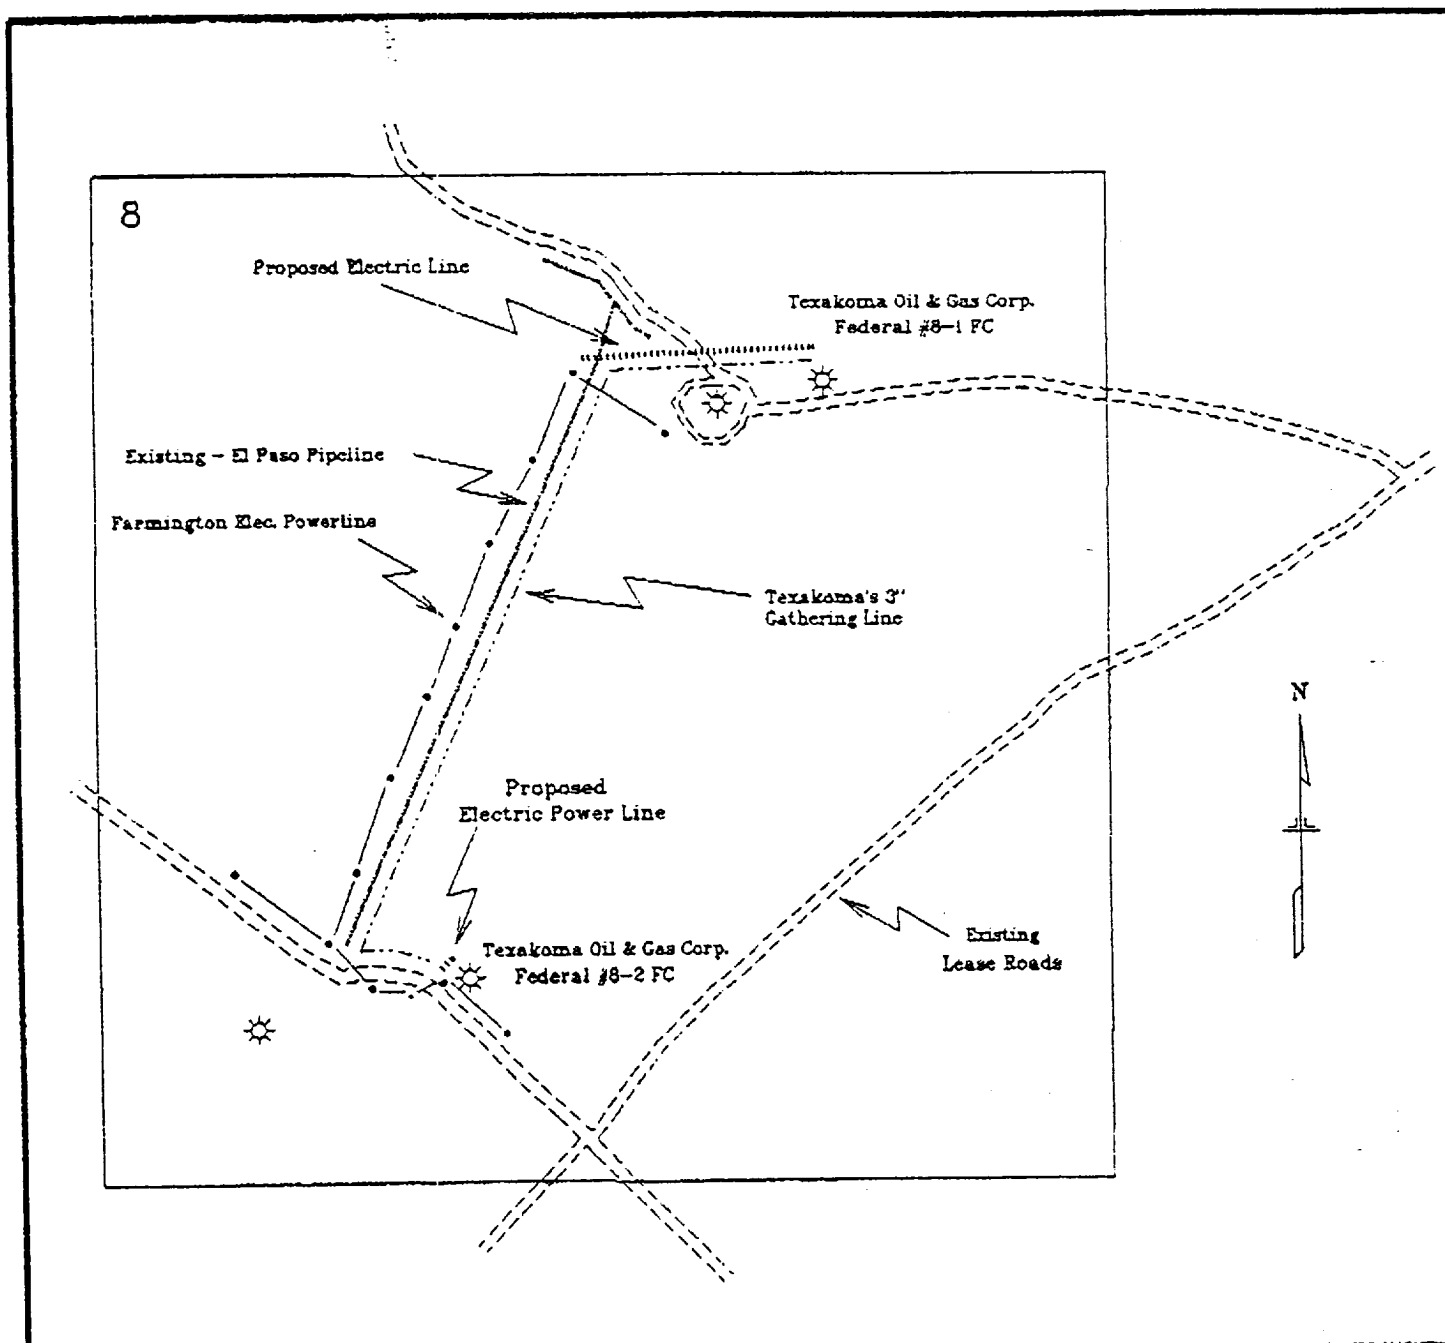 8
Proposed Electric Line
Texakoma Oil & Gas Corp.
Federal #8-1 FC
Existing - El Paso Pipeline
Farmington Elec. Powerline
Texakoma's 3"
Gathering Line
N
Proposed
Electric Power Line
Texakoma Oil & Gas Corp.
Federal #8-2 FC
Existing
Lease Roads